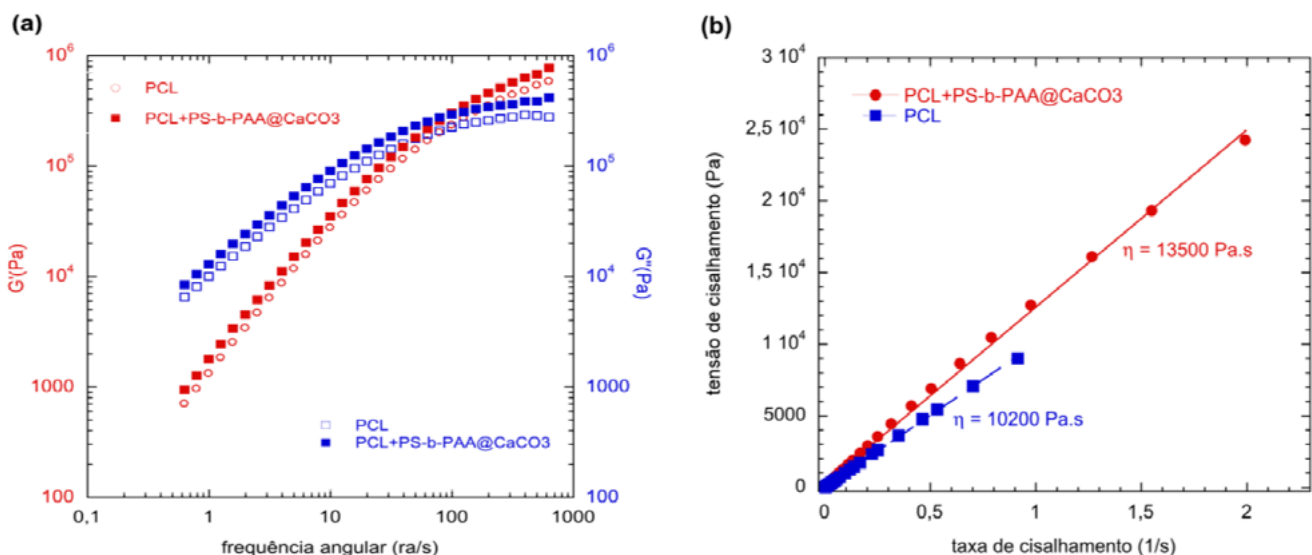 (a)
10⁶
10⁶
PCL
PCL+PS-b-PAA@CaCO3
10⁵
10⁵
G'(Pa)
G"(Pa)
10⁴
10⁴
1000
1000
PCL
PCL+PS-b-PAA@CaCO3
100
100
0,1
1
10
100
1000
frequência angular (ra/s)
(b)
3 10⁴
PCL+PS-b-PAA@CaCO3
PCL
2,5 10⁴
2 10⁴
tensão de cisalhamento (Pa)
η = 13500 Pa.s
1,5 10⁴
1 10⁴
η = 10200 Pa.s
5000
0
0
0,5
1
1,5
2
taxa de cisalhamento (1/s)